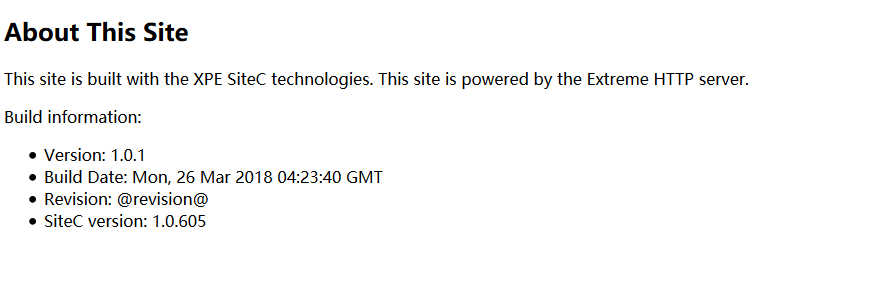 About This Site
This site is built with the XPE SiteC technologies. This site is powered by the Extreme HTTP server.
Build information:
Version: 1.0.1
Build Date: Mon, 26 Mar 2018 04:23:40 GMT
Revision: @revision@
SiteC version: 1.0.605